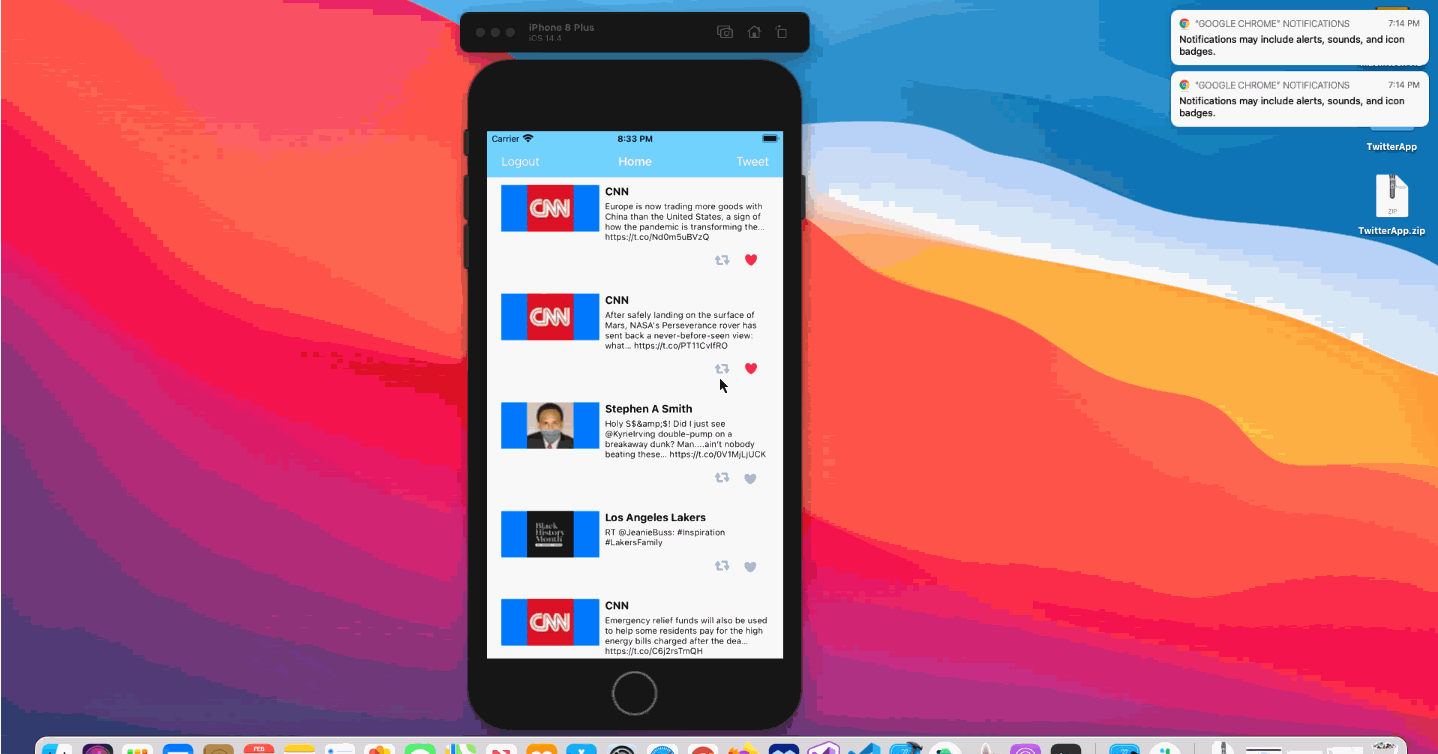 iPhone 8 Plus
iOS 14.4
"GOOGLE CHROME" NOTIFICATIONS 7:14 PM
Notifications may include alerts, sounds, and icon
badges.
"GOOGLE CHROME" NOTIFICATIONS 7:14 PM
Notifications may include alerts, sounds, and icon
badges.
TwitterApp
ZIP
TwitterApp.zip
Carrier 8:33 PM
Logout Home Tweet
CNN
CNN
Europe is now trading more goods with
China than the United States, a sign of
how the pandemic is transforming the...
https://t.co/Nd0m5uBVzQ
CNN
CNN
After safely landing on the surface of
Mars, NASA's Perseverance rover has
sent back a never-before-seen view:
what... https://t.co/PT11CvIfRO
Stephen A Smith
Holy S$&amp;$! Did I just see
@KyrieIrving double-pump on a
breakaway dunk? Man....ain't nobody
beating these... https://t.co/0V1MjLjUCK
Black
History
Month
Los Angeles Lakers
RT @JeanieBuss: #Inspiration
#LakersFamily
CNN
CNN
Emergency relief funds will also be used
to help some residents pay for the high
energy bills charged after the dea...
https://t.co/C6j2rsTmQH
FEB